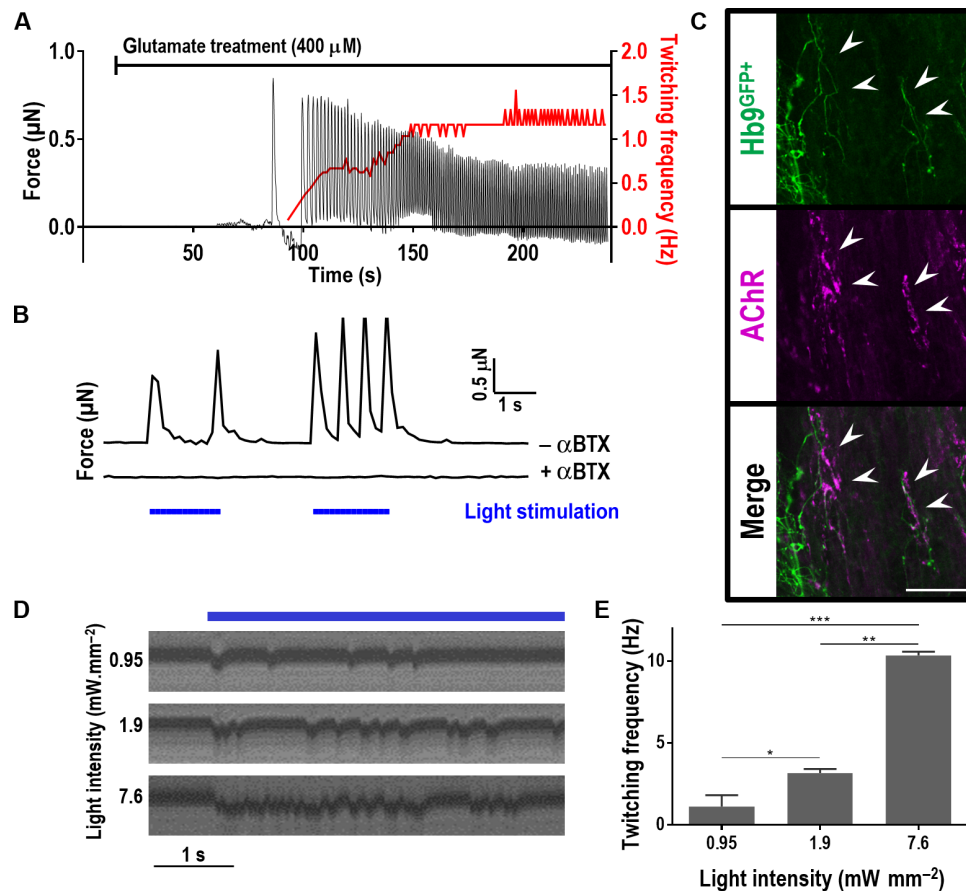 A
Glutamate treatment (400 μM)
Force (μN)
1.0
0.5
0.0
50
100
150
200
Time (s)
2.0
1.5
1.0
0.5
0.0
Twitching frequency (Hz)
B
Force (μN)
0.5 μN
1 s
– αBTX
+ αBTX
Light stimulation
C
Hb9GFP+
AChR
Merge
D
Light intensity (mW.mm–2)
0.95
1.9
7.6
1 s
E
Twitching frequency (Hz)
10
5
0
***
**
*
0.95 1.9 7.6
Light intensity (mW mm–2)